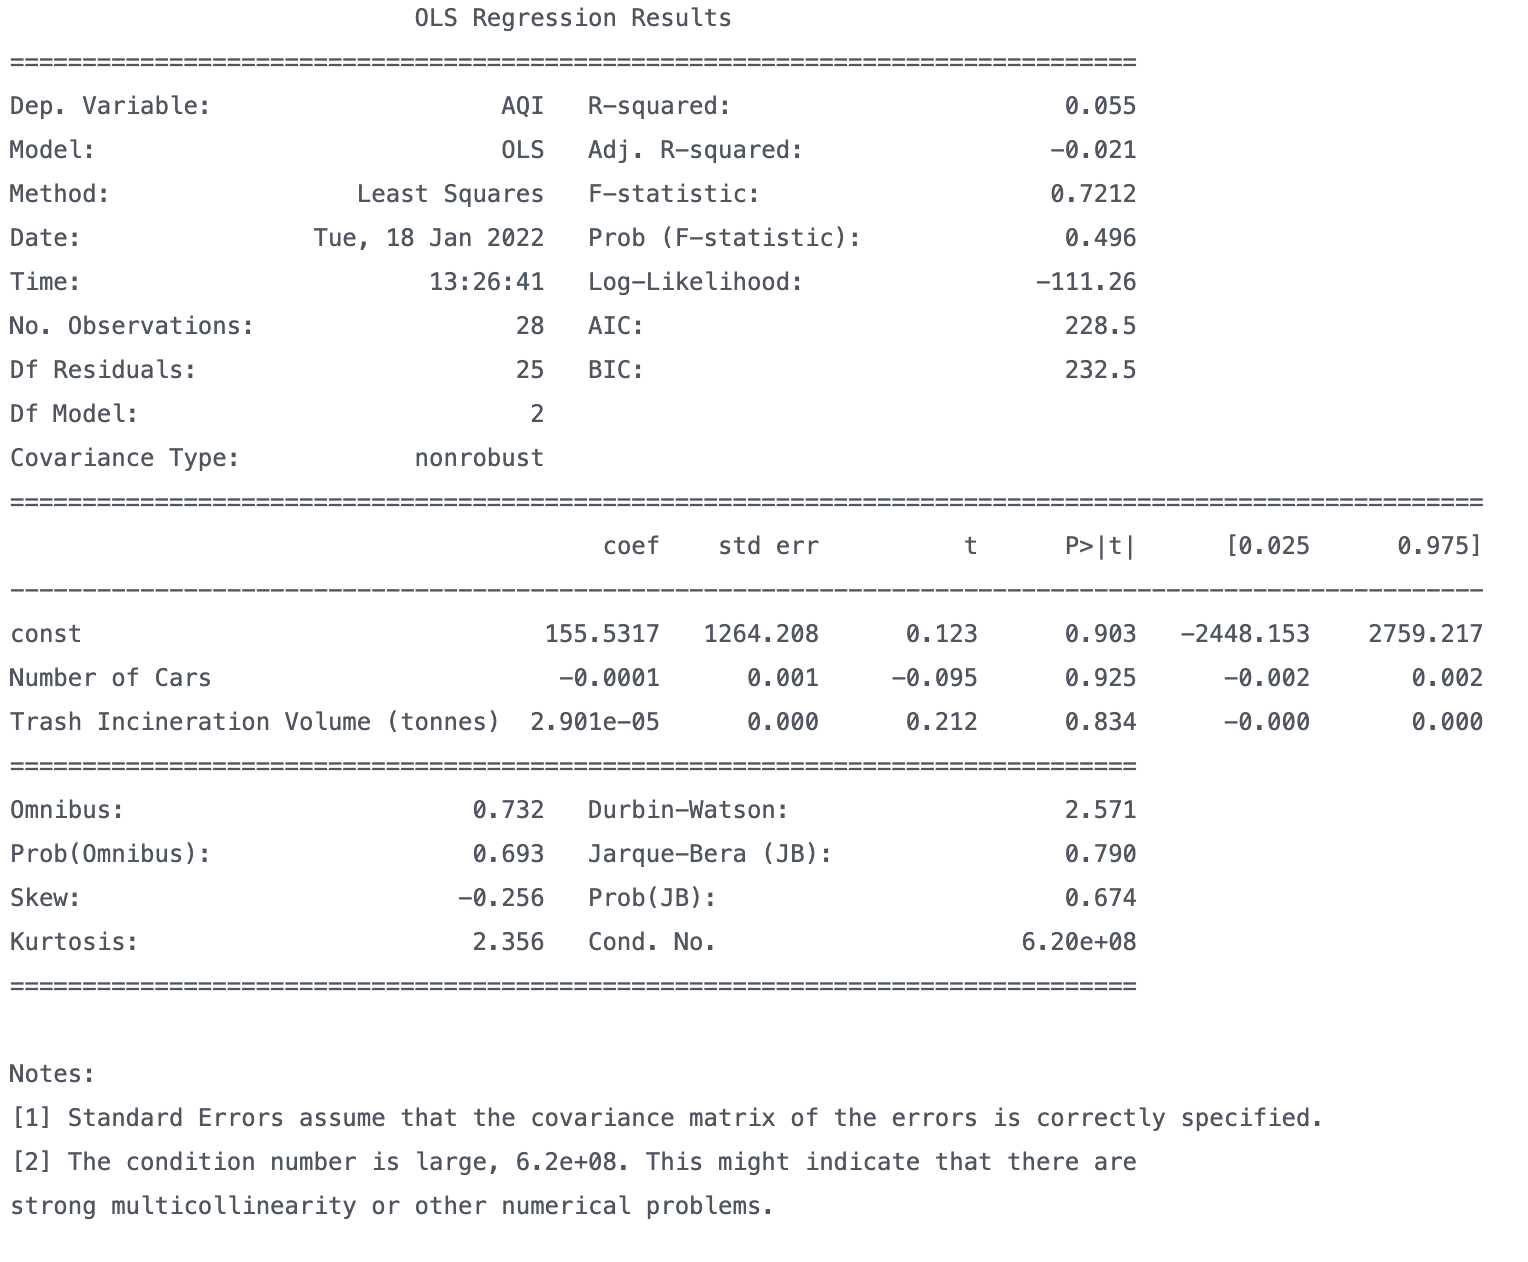 OLS Regression Results
==============================================================================
Dep. Variable:                    AQI   R-squared:                       0.055
Model:                            OLS   Adj. R-squared:                 -0.021
Method:                 Least Squares   F-statistic:                    0.7212
Date:                Tue, 18 Jan 2022   Prob (F-statistic):              0.496
Time:                        13:26:41   Log-Likelihood:                -111.26
No. Observations:                  28   AIC:                             228.5
Df Residuals:                      25   BIC:                             232.5
Df Model:                           2
Covariance Type:            nonrobust
======================================================================================================
                                         coef    std err          t      P>|t|      [0.025      0.975]
------------------------------------------------------------------------------------------------------
const                                155.5317   1264.208      0.123      0.903   -2448.153    2759.217
Number of Cars                        -0.0001      0.001     -0.095      0.925      -0.002       0.002
Trash Incineration Volume (tonnes)  2.901e-05      0.000      0.212      0.834      -0.000       0.000
==============================================================================
Omnibus:                        0.732   Durbin-Watson:                   2.571
Prob(Omnibus):                  0.693   Jarque-Bera (JB):                0.790
Skew:                          -0.256   Prob(JB):                        0.674
Kurtosis:                       2.356   Cond. No.                     6.20e+08
==============================================================================
Notes:
[1] Standard Errors assume that the covariance matrix of the errors is correctly specified.
[2] The condition number is large, 6.2e+08. This might indicate that there are
strong multicollinearity or other numerical problems.